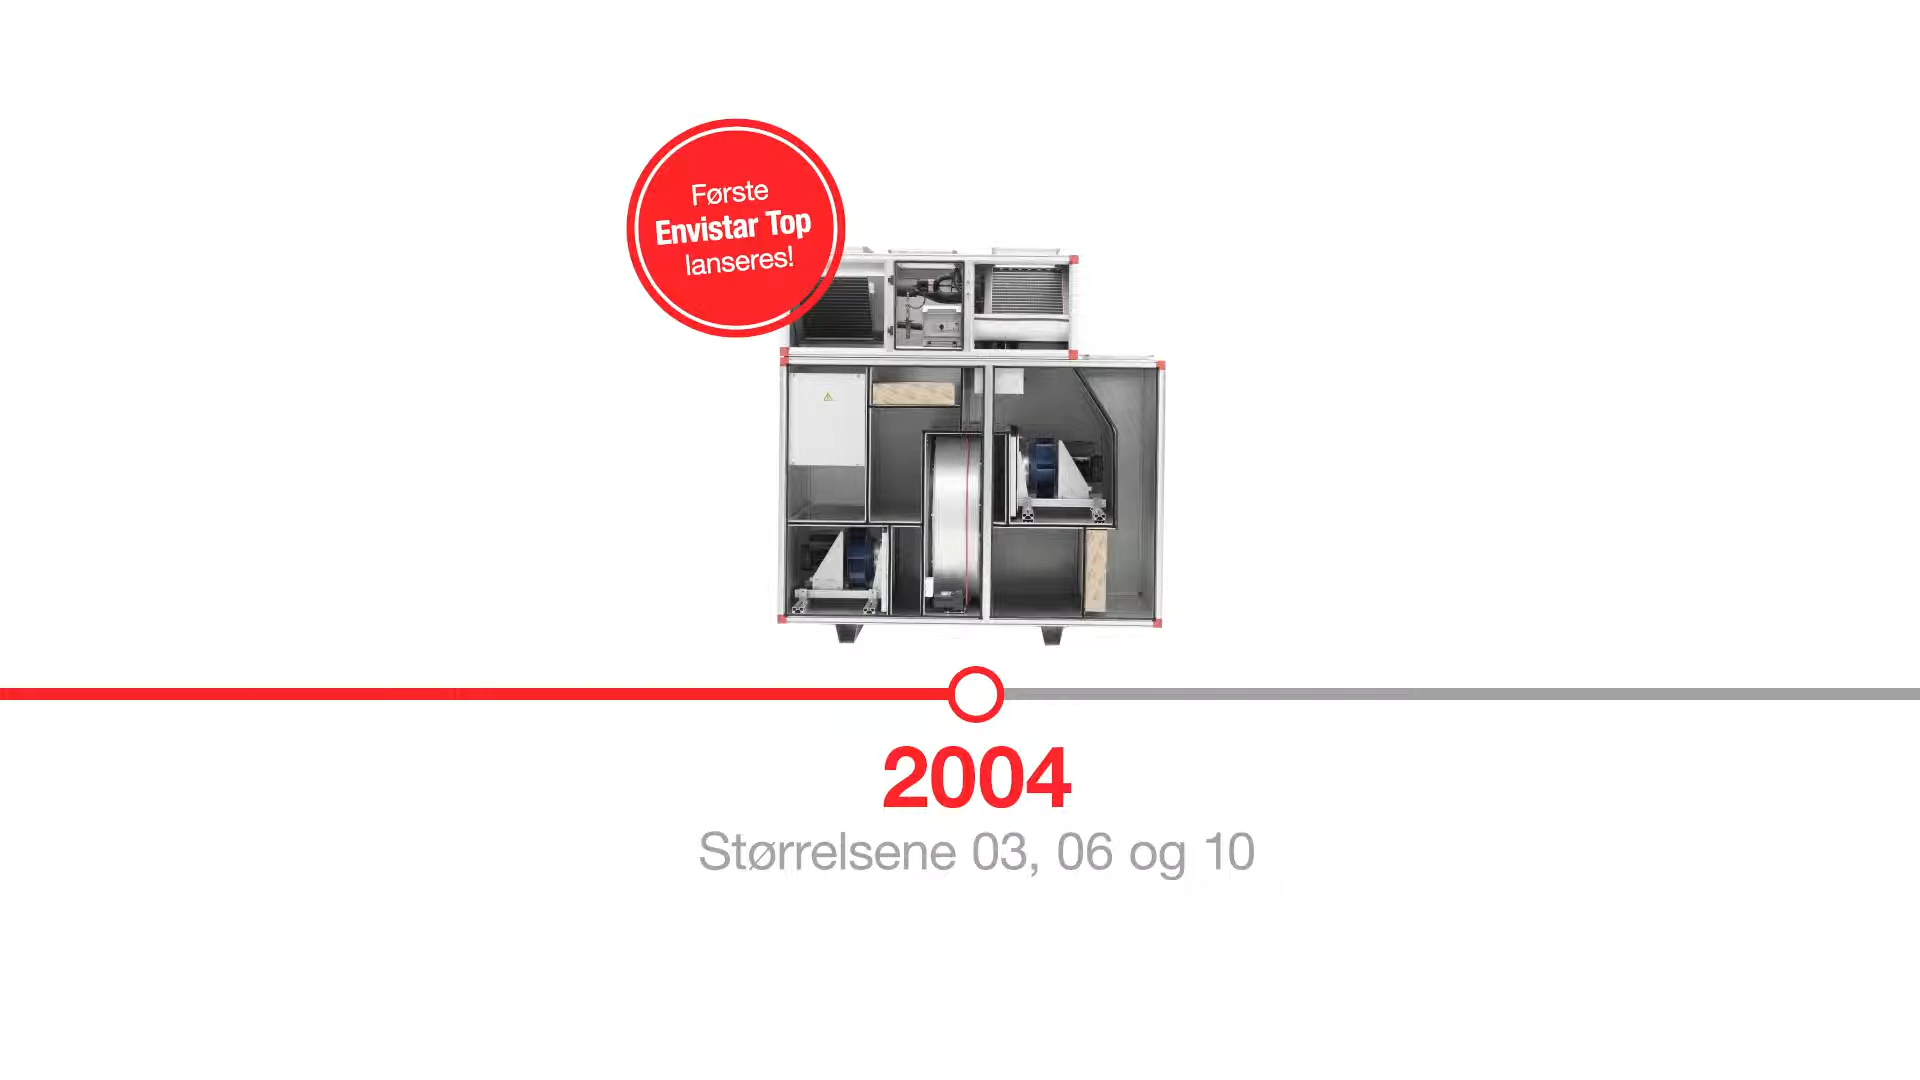 Første
Envistar Top
lanseres!
2004
Størrelsene 03, 06 og 10